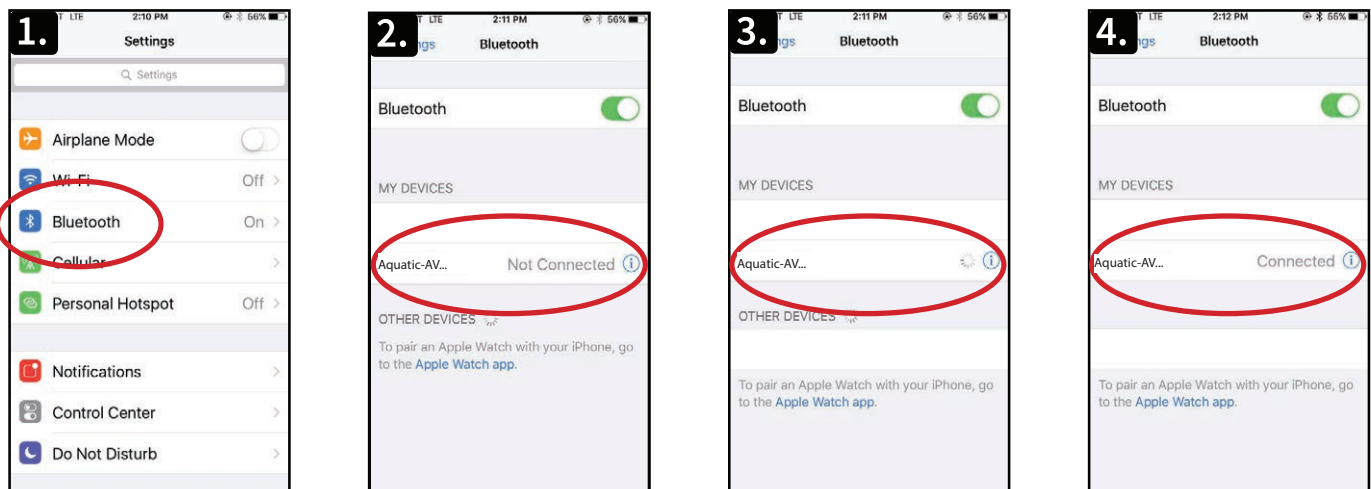 1.
T LTE 2:10 PM 56%
Settings
Settings
Airplane Mode
Wi-Fi Off
Bluetooth On
Cellular
Personal Hotspot Off
Notifications
Control Center
Do Not Disturb
2.
T LTE 2:11 PM 56%
ngs Bluetooth
Bluetooth
MY DEVICES
Aquatic-AV... Not Connected
OTHER DEVICES
To pair an Apple Watch with your iPhone, go
to the Apple Watch app.
3.
T LTE 2:11 PM 56%
ngs Bluetooth
Bluetooth
MY DEVICES
Aquatic-AV...
OTHER DEVICES
To pair an Apple Watch with your iPhone, go
to the Apple Watch app.
4.
T LTE 2:12 PM 55%
ngs Bluetooth
Bluetooth
MY DEVICES
Aquatic-AV... Connected
To pair an Apple Watch with your iPhone, go
to the Apple Watch app.